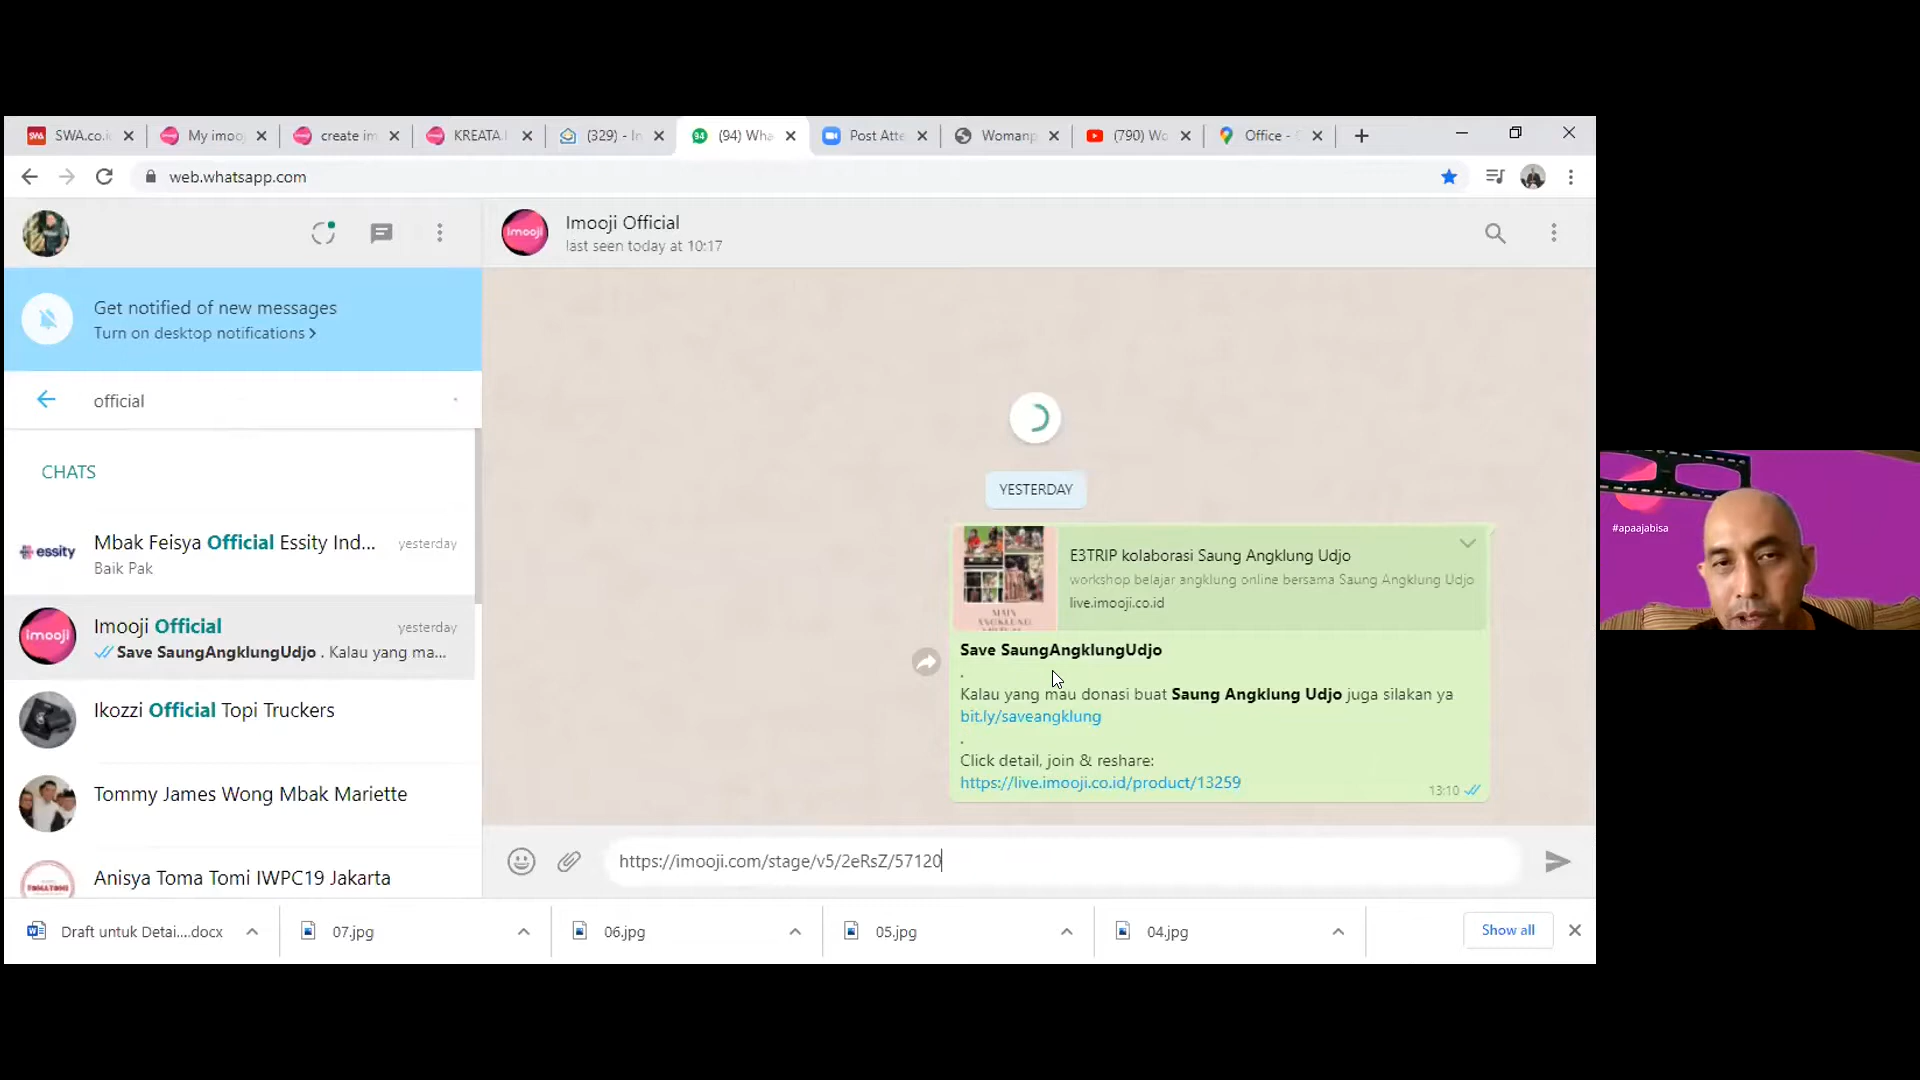 SWA.co.i
My imoo
create im
KREATA
(329) - In
94
(94) Wha
Post Atte
Womanp
(790) Wo
Office -
web.whatsapp.com
imooji
Imooji Official
last seen today at 10:17
Get notified of new messages
Turn on desktop notifications >
official
CHATS
essity
Mbak Feisya Official Essity Ind...
yesterday
Baik Pak
imooji
Imooji Official
yesterday
Save SaungAngklungUdjo . Kalau yang ma...
Ikozzi Official Topi Truckers
Tommy James Wong Mbak Mariette
TOMATOMI
Anisya Toma Tomi IWPC19 Jakarta
YESTERDAY
MAIN
ANGKLUNG
E3TRIP kolaborasi Saung Angklung Udjo
workshop belajar angklung online bersama Saung Angklung Udjo
live.imooji.co.id
Save SaungAngklungUdjo
.
Kalau yang mau donasi buat Saung Angklung Udjo juga silakan ya
bit.ly/saveangklung
.
Click detail, join & reshare:
https://live.imooji.co.id/product/13259
13:10
https://imooji.com/stage/v5/2eRsZ/57120
Draft untuk Detai....docx
07.jpg
06.jpg
05.jpg
04.jpg
Show all
#apaajabisa